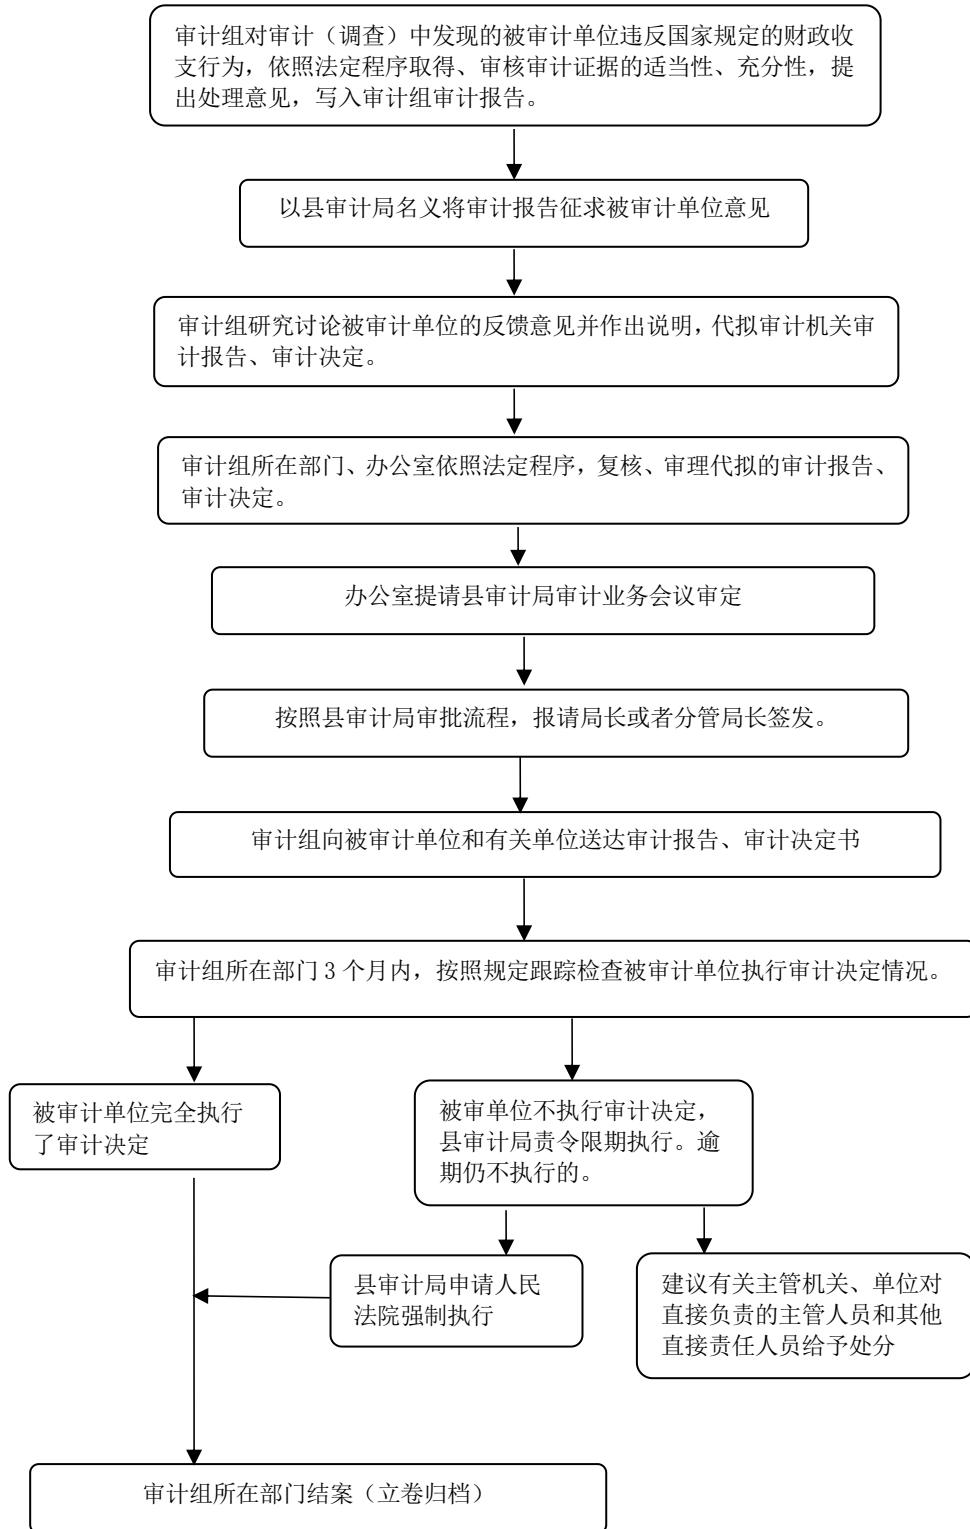 审计组对审计（调查）中发现的被审计单位违反国家规定的财政收
支行为，依照法定程序取得、审核审计证据的适当性、充分性，提
出处理意见，写入审计组审计报告。
以县审计局名义将审计报告征求被审计单位意见
审计组研究讨论被审计单位的反馈意见并作出说明，代拟审计机关审
计报告、审计决定。
审计组所在部门、办公室依照法定程序，复核、审理代拟的审计报告、
审计决定。
办公室提请县审计局审计业务会议审定
按照县审计局审批流程，报请局长或者分管局长签发。
审计组向被审计单位和有关单位送达审计报告、审计决定书
审计组所在部门 3 个月内，按照规定跟踪检查被审计单位执行审计决定情况。
被审计单位完全执行
了审计决定
被审单位不执行审计决定，
县审计局责令限期执行。逾
期仍不执行的。
县审计局申请人民
法院强制执行
建议有关主管机关、单位对
直接负责的主管人员和其他
直接责任人员给予处分
审计组所在部门结案（立卷归档）